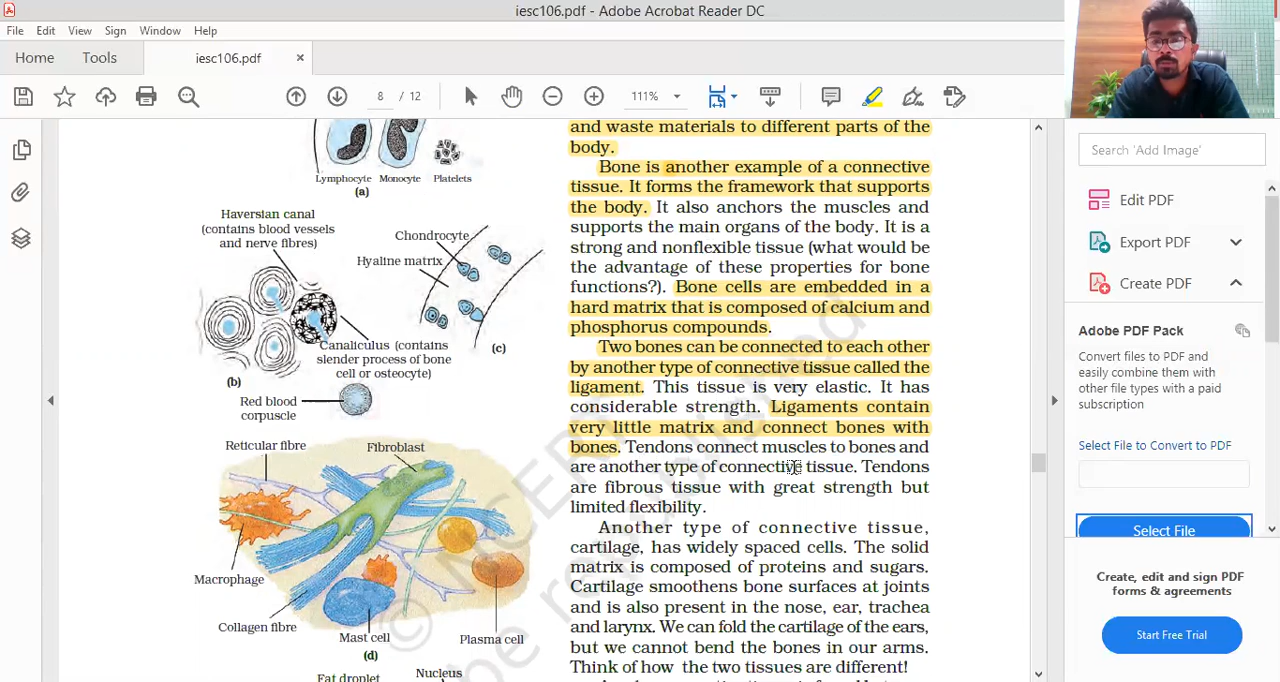 iesc106.pdf - Adobe Acrobat Reader DC
File Edit View Sign Window Help
Home Tools iesc106.pdf ×
8 / 12 111%
Lymphocyte Monocyte Platelets
(a)
Haversian canal
(contains blood vessels
and nerve fibres)
Chondrocyte
Hyaline matrix
Canaliculus (contains
slender process of bone
cell or osteocyte)
(c)
(b)
Red blood
corpuscle
Reticular fibre
Fibroblast
Macrophage
Collagen fibre
Mast cell
Plasma cell
(d)
Fat droplet
Nucleus
and waste materials to different parts of the
body.
Bone is another example of a connective
tissue. It forms the framework that supports
the body. It also anchors the muscles and
supports the main organs of the body. It is a
strong and nonflexible tissue (what would be
the advantage of these properties for bone
functions?). Bone cells are embedded in a
hard matrix that is composed of calcium and
phosphorus compounds.
Two bones can be connected to each other
by another type of connective tissue called the
ligament. This tissue is very elastic. It has
considerable strength. Ligaments contain
very little matrix and connect bones with
bones. Tendons connect muscles to bones and
are another type of connective tissue. Tendons
are fibrous tissue with great strength but
limited flexibility.
Another type of connective tissue,
cartilage, has widely spaced cells. The solid
matrix is composed of proteins and sugars.
Cartilage smoothens bone surfaces at joints
and is also present in the nose, ear, trachea
and larynx. We can fold the cartilage of the ears,
but we cannot bend the bones in our arms.
Think of how the two tissues are different!
© NCERT
be republished
Search 'Add Image'
Edit PDF
Export PDF
Create PDF
Adobe PDF Pack
Convert files to PDF and
easily combine them with
other file types with a paid
subscription
Select File to Convert to PDF
Select File
Create, edit and sign PDF
forms & agreements
Start Free Trial